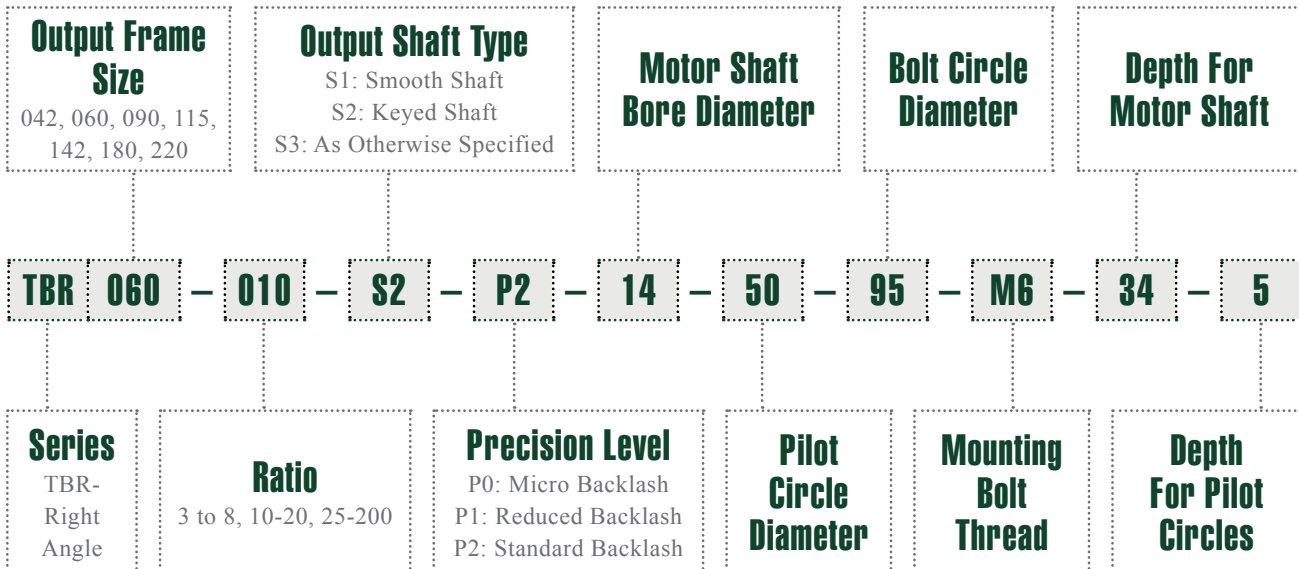 Output Frame
Size
042, 060, 090, 115,
142, 180, 220
Output Shaft Type
S1: Smooth Shaft
S2: Keyed Shaft
S3: As Otherwise Specified
Motor Shaft
Bore Diameter
Bolt Circle
Diameter
Depth For
Motor Shaft
TBR 060 – 010 – S2 – P2 – 14 – 50 – 95 – M6 – 34 – 5
Series
TBR-
Right
Angle
Ratio
3 to 8, 10-20, 25-200
Precision Level
P0: Micro Backlash
P1: Reduced Backlash
P2: Standard Backlash
Pilot
Circle
Diameter
Mounting
Bolt
Thread
Depth
For Pilot
Circles